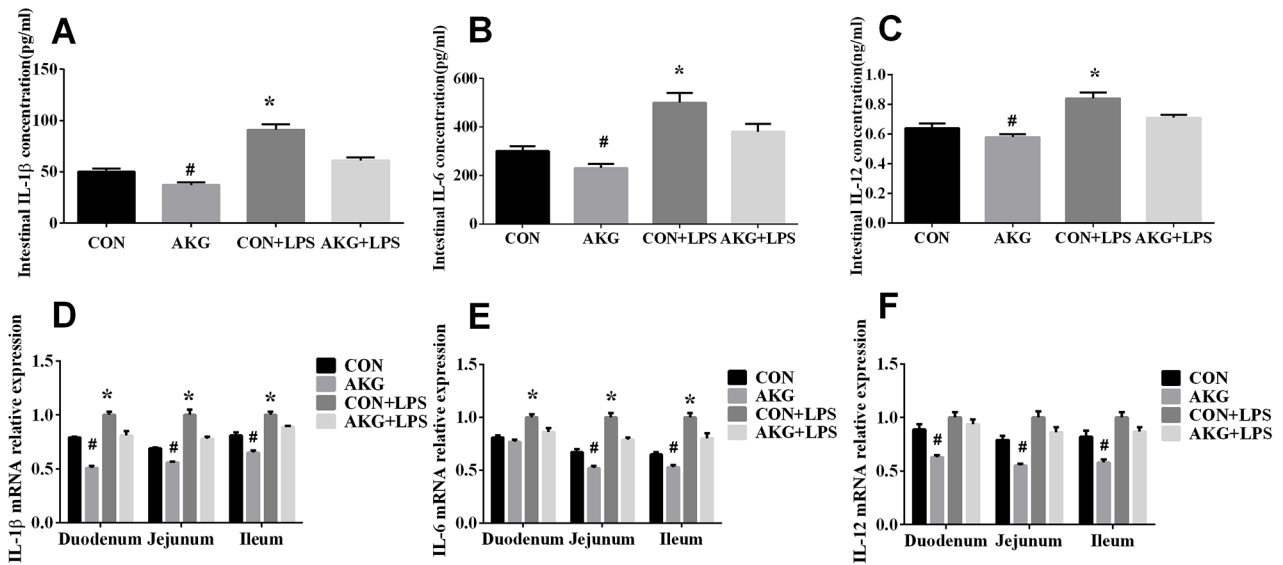 A
Intestinal IL-1β concentration(pg/ml)
150
100
50
0
*
#
CON
AKG
CON+LPS
AKG+LPS
B
Intestinal IL-6 concentration(pg/ml)
600
400
200
0
*
#
CON
AKG
CON+LPS
AKG+LPS
C
Intestinal IL-12 concentration(ng/ml)
1.0
0.8
0.6
0.4
0.2
0.0
*
#
CON
AKG
CON+LPS
AKG+LPS
D
IL-1β mRNA relative expression
1.5
1.0
0.5
0.0
* * *
# # #
Duodenum Jejunum Ileum
CON
AKG
CON+LPS
AKG+LPS
E
IL-6 mRNA relative expression
1.5
1.0
0.5
0.0
* * *
# #
Duodenum Jejunum Ileum
CON
AKG
CON+LPS
AKG+LPS
F
IL-12 mRNA relative expression
1.5
1.0
0.5
0.0
# # #
Duodenum Jejunum Ileum
CON
AKG
CON+LPS
AKG+LPS